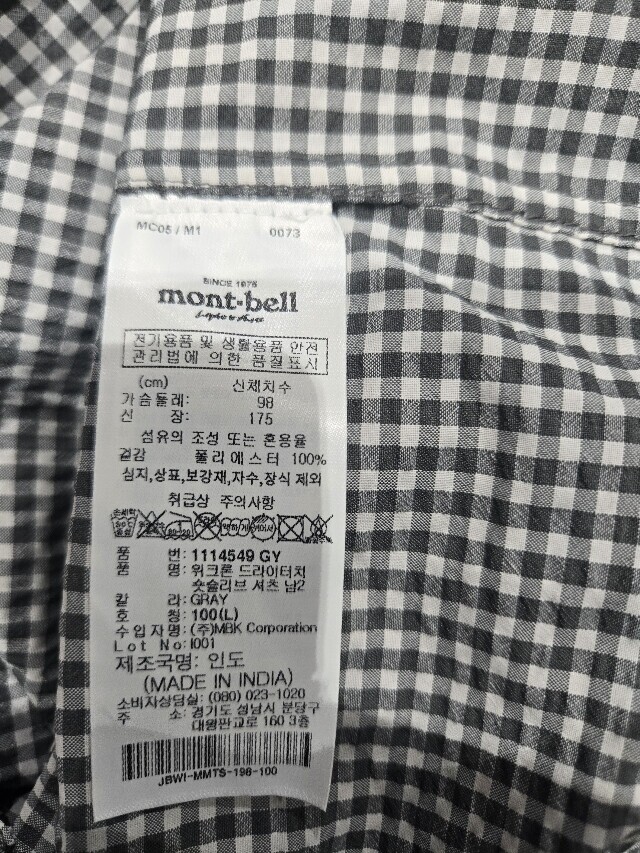 MC05 / M1 0073
SINCE 1975
mont·bell
전기용품 및 생활용품 안전
관리법에 의한 품질표시
(cm) 신체치수
가슴둘레: 98
신 장: 175
섬유의 조성 또는 혼용율
겉감 폴리에스터 100%
심지,상표,보강재,자수,장식 제외
취급상 주의사항
품 번: 1114549 GY
품 명: 위크론 드라이터치
숏슬리브 셔츠 남2
칼 라: GRAY
호 칭: 100(L)
수입자명: (주)MBK Corporation
Lot No: I001
제조국명: 인도
(MADE IN INDIA)
소비자상담실: (080) 023-1020
주 소: 경기도 성남시 분당구
대왕판교로 160 3층
JBWI-MMTS-196-100